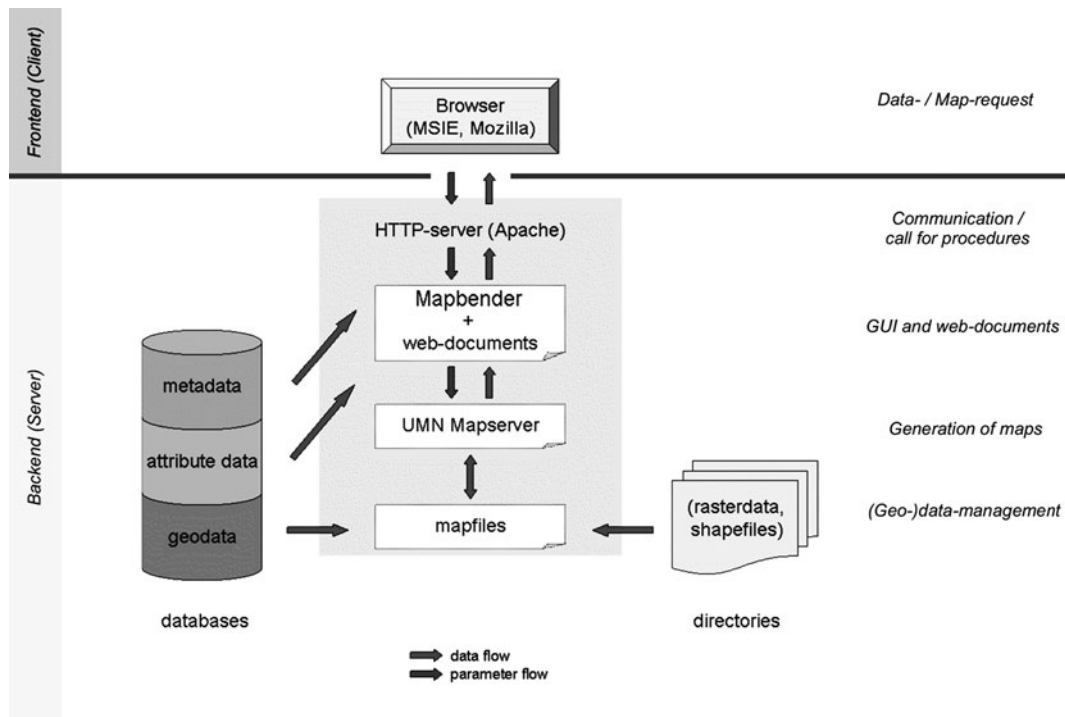 Frontend (Client)
Browser
(MSIE, Mozilla)
Data- / Map-request
Backend (Server)
HTTP-server (Apache)
Communication /
call for procedures
Mapbender
+
web-documents
GUI and web-documents
metadata
attribute data
geodata
databases
UMN Mapserver
Generation of maps
mapfiles
(rasterdata,
shapefiles)
directories
(Geo-)data-management
data flow
parameter flow